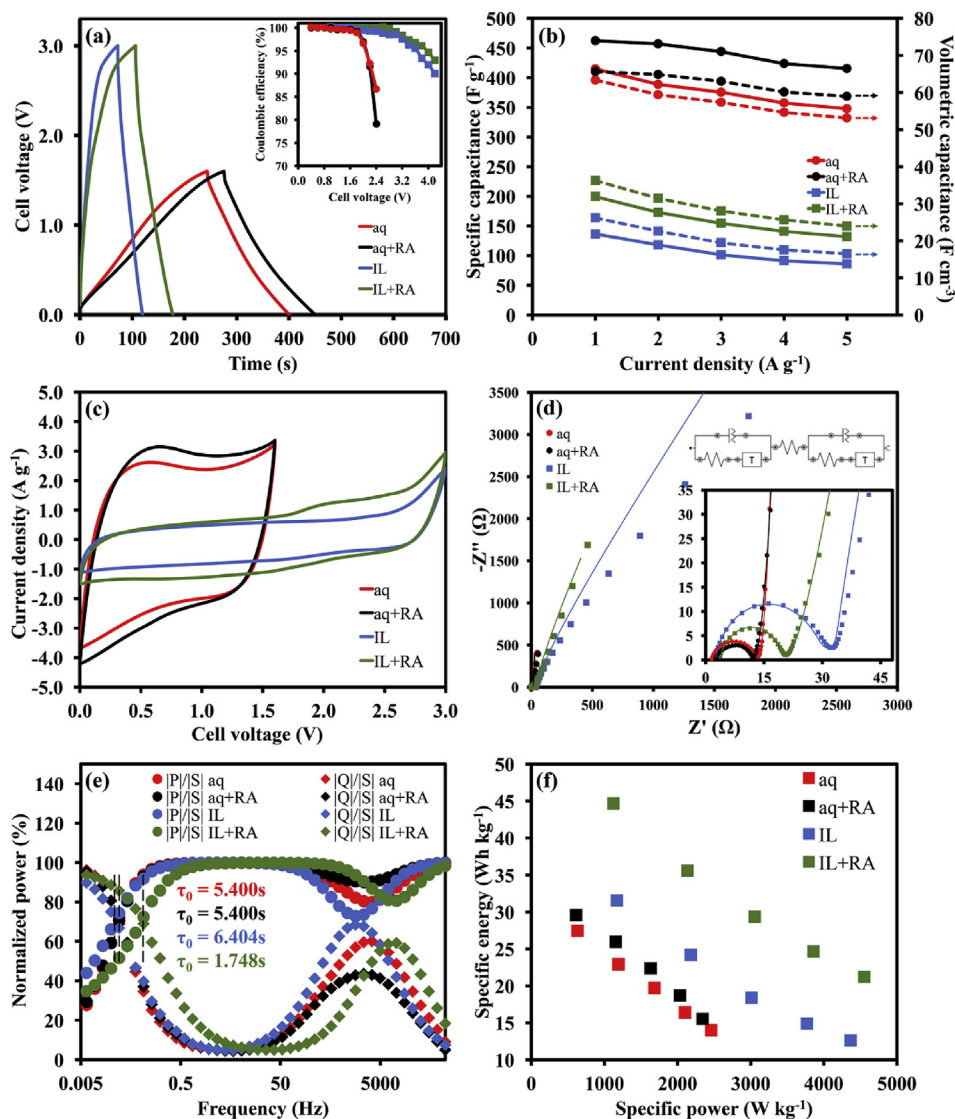 (a)
3.0
2.0
1.0
0.0
Cell voltage (V)
0 100 200 300 400 500 600 700
Time (s)
aq
aq+RA
IL
IL+RA
Coulombic efficiency (%)
100
95
90
85
80
75
70
0.0 0.8 1.6 2.4 3.2 4.0
Cell voltage (V)
(b)
Specific capacitance (F g⁻¹)
500
450
400
350
300
250
200
150
100
50
0
0 1 2 3 4 5
Current density (A g⁻¹)
80
70
60
50
40
30
20
10
0
Volumetric capacitance (F cm⁻³)
aq
aq+RA
IL
IL+RA
(c)
Current density (A g⁻¹)
5.0
4.0
3.0
2.0
1.0
0.0
-1.0
-2.0
-3.0
-4.0
-5.0
0.0 0.5 1.0 1.5 2.0 2.5 3.0
Cell voltage (V)
aq
aq+RA
IL
IL+RA
(d)
-Z'' (Ω)
3500
3000
2500
2000
1500
1000
500
0
0 500 1000 1500 2000 2500 3000
Z' (Ω)
aq
aq+RA
IL
IL+RA
T
T
35
30
25
20
15
10
5
0
0 15 30 45
(e)
Normalized power (%)
140
120
100
80
60
40
20
0
0.005 0.5 50 5000
Frequency (Hz)
|P|/|S| aq
|P|/|S| aq+RA
|P|/|S| IL
|P|/|S| IL+RA
|Q|/|S| aq
|Q|/|S| aq+RA
|Q|/|S| IL
|Q|/|S| IL+RA
τ₀ = 5.400s
τ₀ = 5.400s
τ₀ = 6.404s
τ₀ = 1.748s
(f)
Specific energy (Wh kg⁻¹)
50
45
40
35
30
25
20
15
10
0 1000 2000 3000 4000 5000
Specific power (W kg⁻¹)
aq
aq+RA
IL
IL+RA